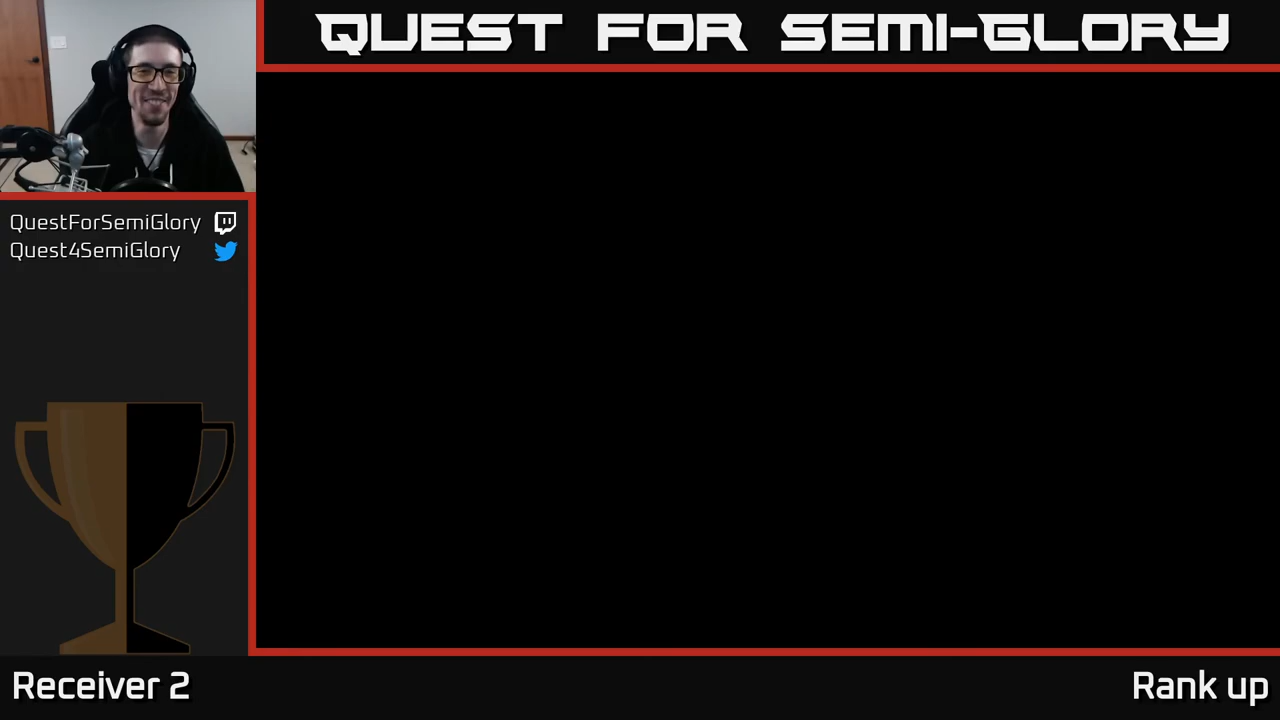 QUEST FOR SEMI-GLORY
QuestForSemiGlory
Quest4SemiGlory
Receiver 2
Rank up